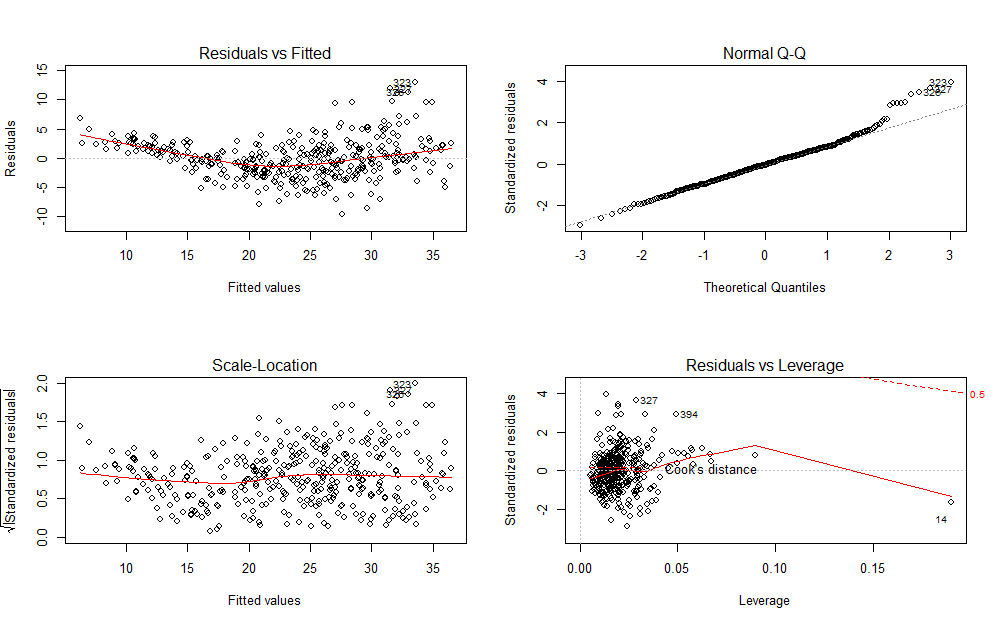 Residuals vs Fitted
Residuals
15
10
5
0
-5
-10
323
10 15 20 25 30 35
Fitted values
Normal Q-Q
Standardized residuals
4
2
0
-2
323
327
-3 -2 -1 0 1 2 3
Theoretical Quantiles
Scale-Location
√|Standardized residuals|
2.0
1.5
1.0
0.5
0.0
323
10 15 20 25 30 35
Fitted values
Residuals vs Leverage
Standardized residuals
4
2
0
-2
0.5
327
394
Cook's distance
14
0.00 0.05 0.10 0.15
Leverage